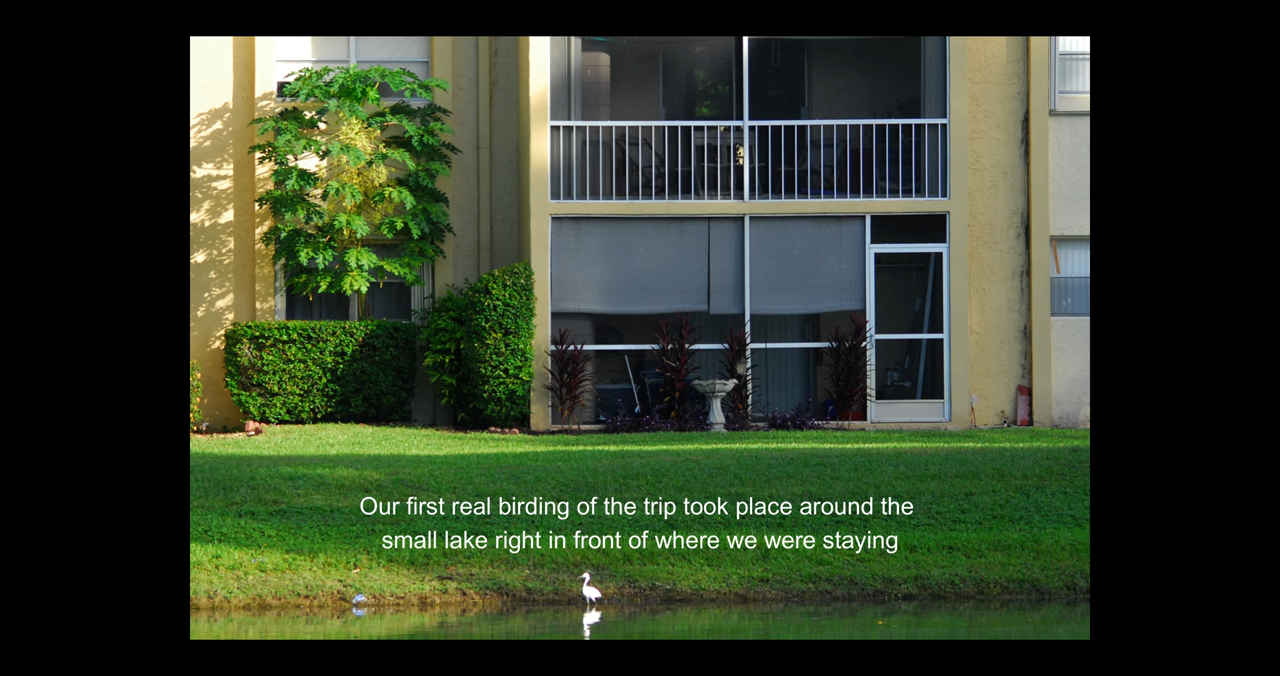 Our first real birding of the trip took place around the
small lake right in front of where we were staying